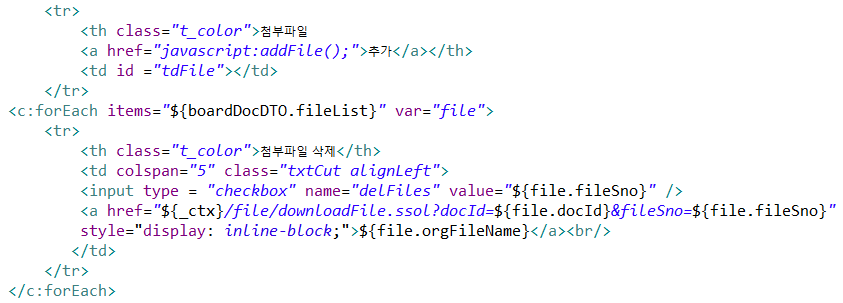 <tr>
<th class="t_color">첨부파일
<a href="javascript:addFile();">추가</a></th>
<td id ="tdFile"></td>
</tr>
<c:forEach items="${boardDocDTO.fileList}" var="file">
<tr>
<th class="t_color">첨부파일 삭제</th>
<td colspan="5" class="txtCut alignLeft">
<input type = "checkbox" name="delFiles" value="${file.fileSno}" />
<a href="${_ctx}/file/downloadFile.ssol?docId=${file.docId}&fileSno=${file.fileSno}"
style="display: inline-block;">${file.orgFileName}</a><br/>
</td>
</tr>
</c:forEach>